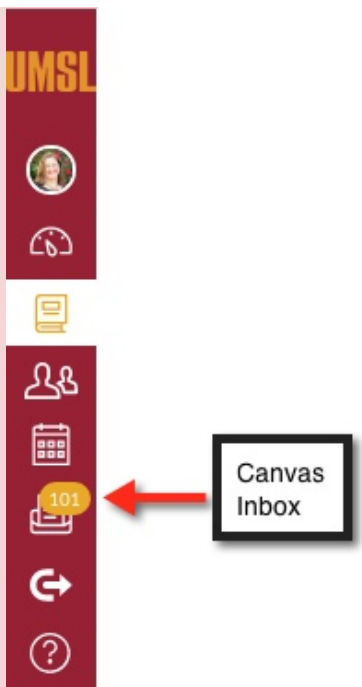 UMSL
101
Canvas
Inbox
?